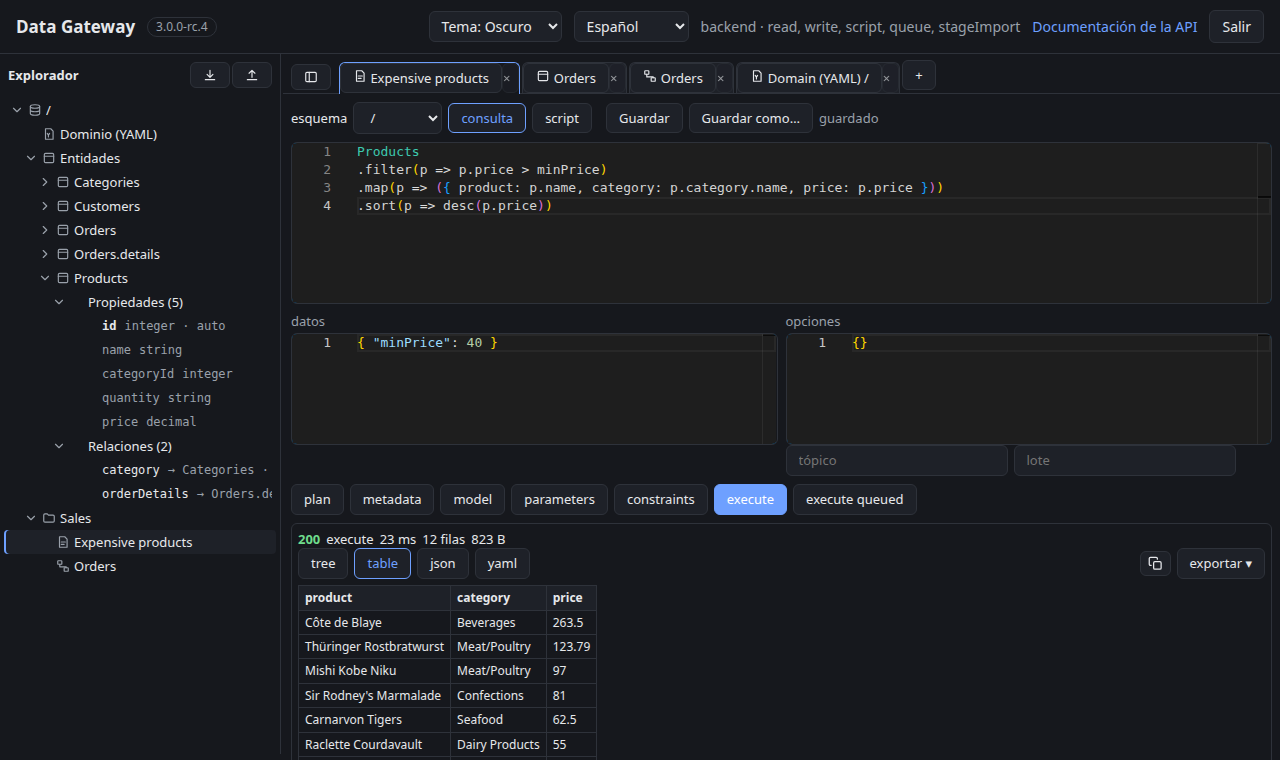 Data Gateway 3.0.0-rc.4 Tema: Oscuro Español backend · read, write, script, queue, stageImport Documentación de la API Salir
Explorador
/
Dominio (YAML)
Entidades
Categories
Customers
Orders
Orders.details
Products
Propiedades (5)
id integer · auto
name string
categoryId integer
quantity string
price decimal
Relaciones (2)
category → Categories ·
orderDetails → Orders.de
Sales
Expensive products
Orders
Expensive products × Orders × Orders × Domain (YAML) / × +
esquema / consulta script Guardar Guardar como... guardado
1 Products
2 .filter(p => p.price > minPrice)
3 .map(p => ({ product: p.name, category: p.category.name, price: p.price }))
4 .sort(p => desc(p.price))
datos
1 { "minPrice": 40 }
opciones
1 {}
tópico lote
plan metadata model parameters constraints execute execute queued
200 execute 23 ms 12 filas 823 B
tree table json yaml exportar ▾
product category price
Côte de Blaye Beverages 263.5
Thüringer Rostbratwurst Meat/Poultry 123.79
Mishi Kobe Niku Meat/Poultry 97
Sir Rodney's Marmalade Confections 81
Carnarvon Tigers Seafood 62.5
Raclette Courdavault Dairy Products 55